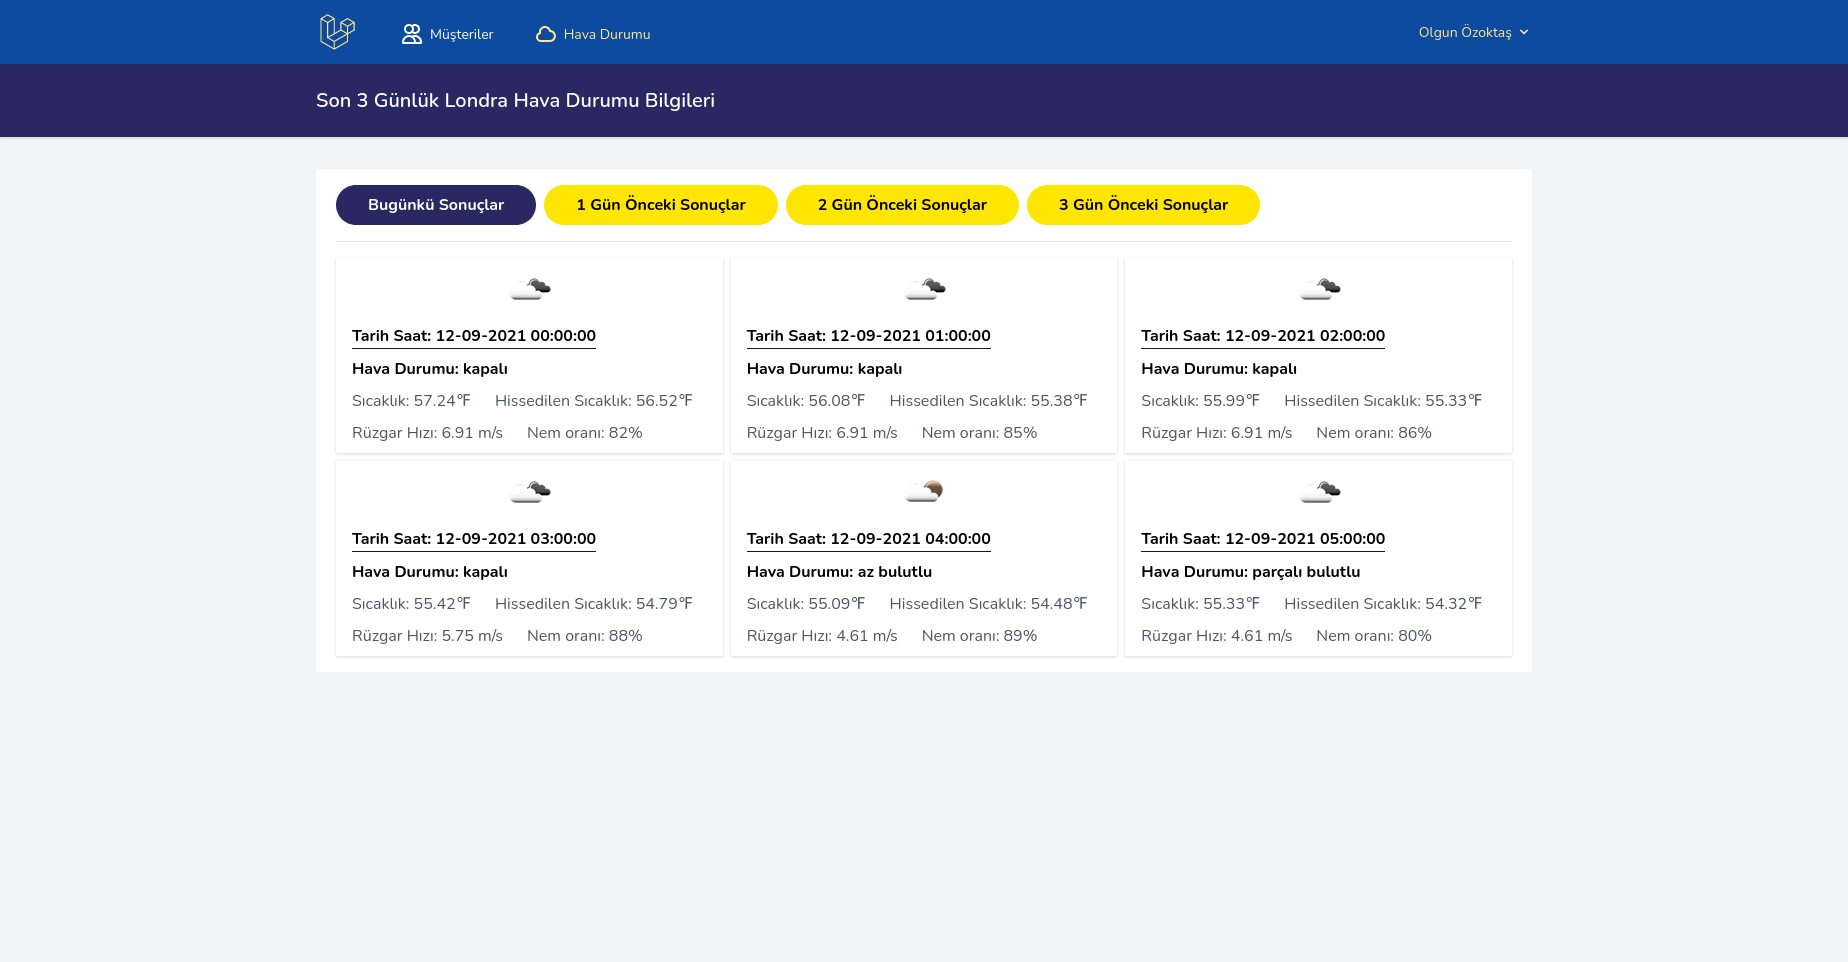 Müşteriler Hava Durumu Olgun Özoktaş
Son 3 Günlük Londra Hava Durumu Bilgileri
Bugünkü Sonuçlar 1 Gün Önceki Sonuçlar 2 Gün Önceki Sonuçlar 3 Gün Önceki Sonuçlar
Tarih Saat: 12-09-2021 00:00:00
Hava Durumu: kapalı
Sıcaklık: 57.24℉ Hissedilen Sıcaklık: 56.52℉
Rüzgar Hızı: 6.91 m/s Nem oranı: 82%
Tarih Saat: 12-09-2021 01:00:00
Hava Durumu: kapalı
Sıcaklık: 56.08℉ Hissedilen Sıcaklık: 55.38℉
Rüzgar Hızı: 6.91 m/s Nem oranı: 85%
Tarih Saat: 12-09-2021 02:00:00
Hava Durumu: kapalı
Sıcaklık: 55.99℉ Hissedilen Sıcaklık: 55.33℉
Rüzgar Hızı: 6.91 m/s Nem oranı: 86%
Tarih Saat: 12-09-2021 03:00:00
Hava Durumu: kapalı
Sıcaklık: 55.42℉ Hissedilen Sıcaklık: 54.79℉
Rüzgar Hızı: 5.75 m/s Nem oranı: 88%
Tarih Saat: 12-09-2021 04:00:00
Hava Durumu: az bulutlu
Sıcaklık: 55.09℉ Hissedilen Sıcaklık: 54.48℉
Rüzgar Hızı: 4.61 m/s Nem oranı: 89%
Tarih Saat: 12-09-2021 05:00:00
Hava Durumu: parçalı bulutlu
Sıcaklık: 55.33℉ Hissedilen Sıcaklık: 54.32℉
Rüzgar Hızı: 4.61 m/s Nem oranı: 80%